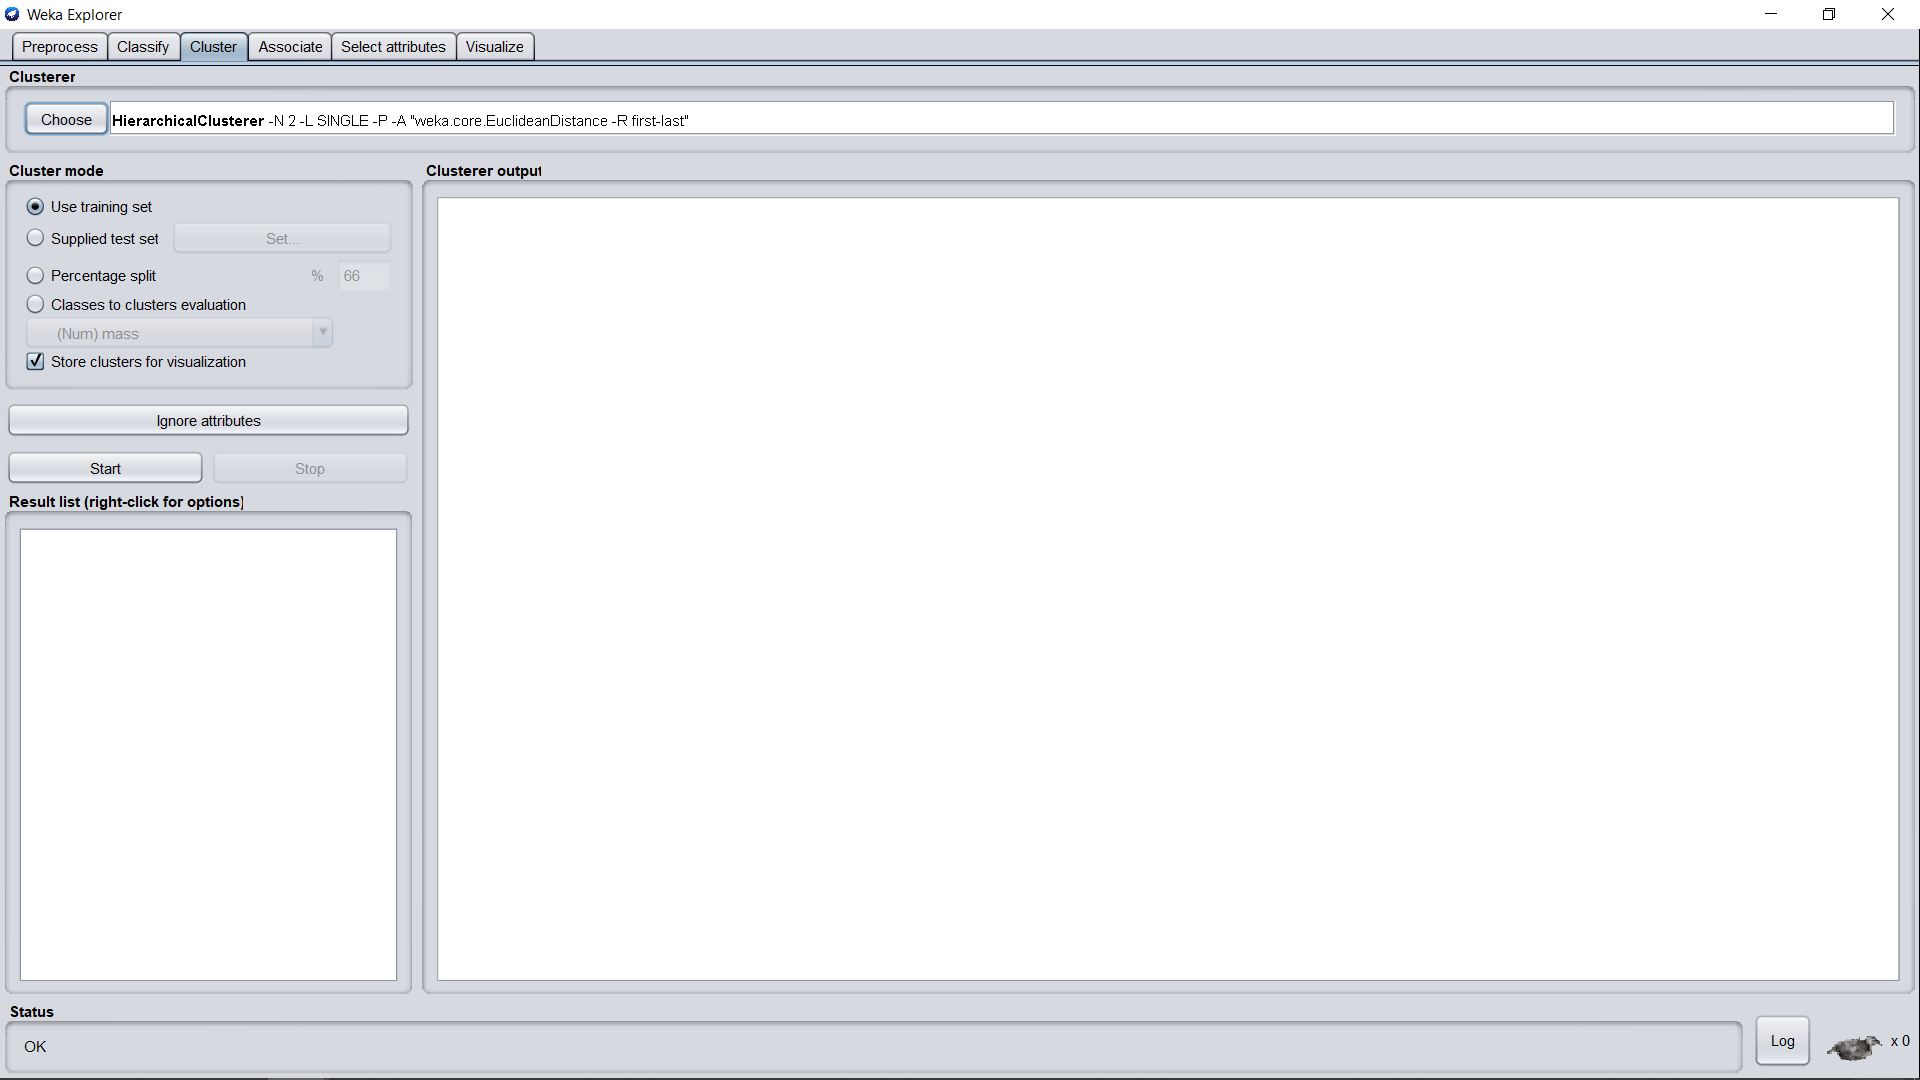 Weka Explorer
Preprocess Classify Cluster Associate Select attributes Visualize
Clusterer
Choose HierarchicalClusterer -N 2 -L SINGLE -P -A "weka.core.EuclideanDistance -R first-last"
Cluster mode
Use training set
Supplied test set Set...
Percentage split % 66
Classes to clusters evaluation
(Num) mass
Store clusters for visualization
Ignore attributes
Start Stop
Result list (right-click for options)
Clusterer output
Status
OK
Log x 0